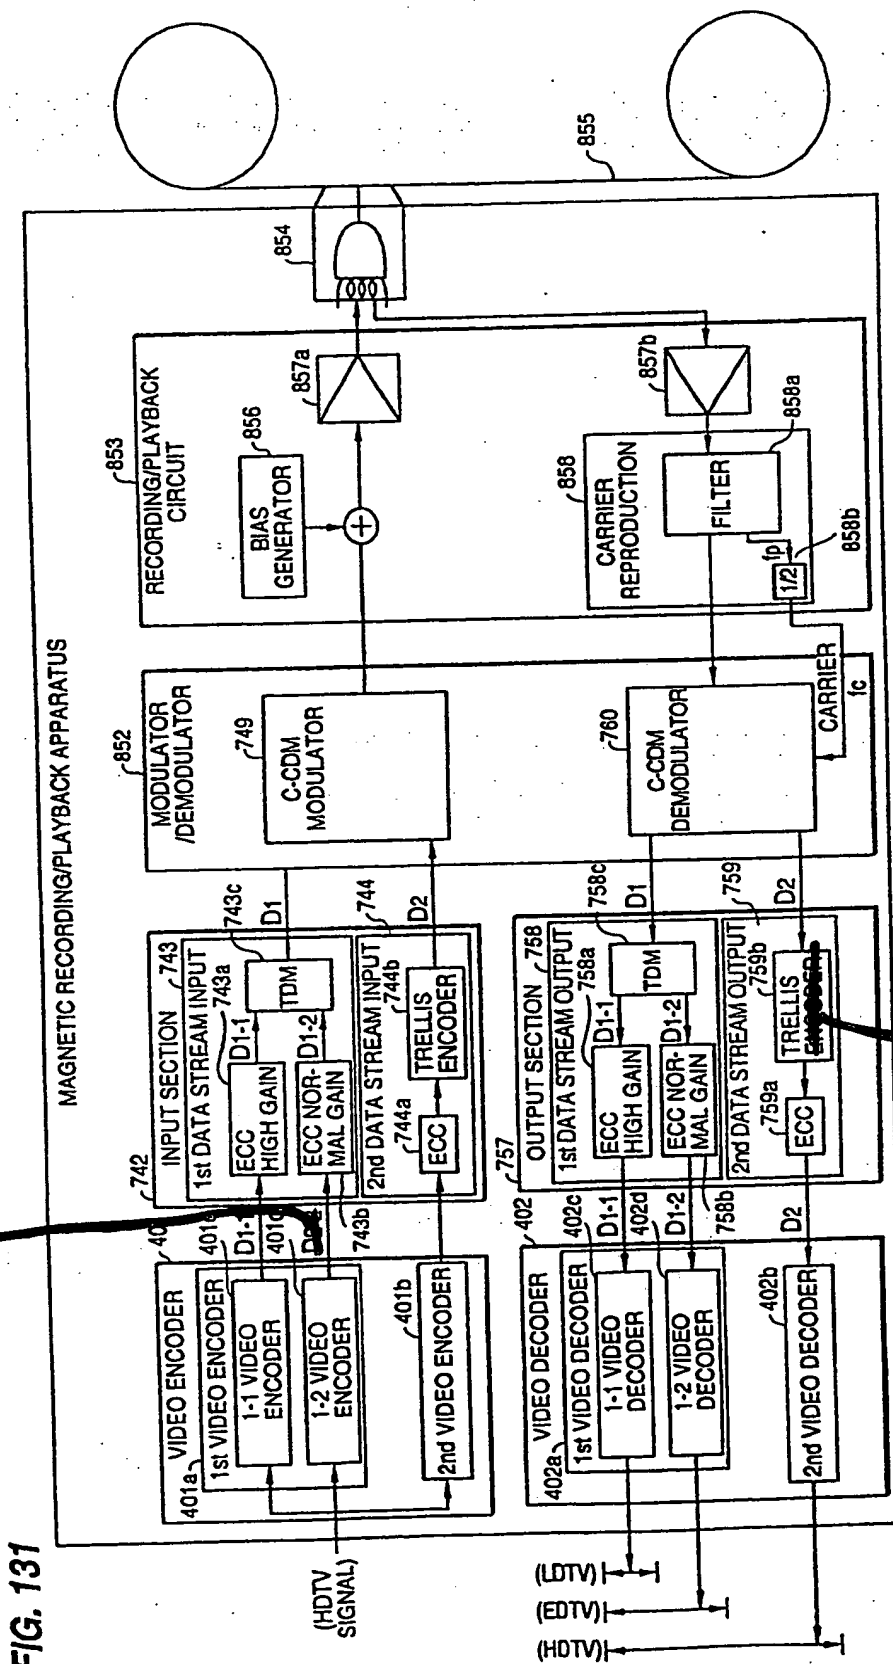 FIG. 131
MAGNETIC RECORDING/PLAYBACK APPARATUS
(HDTV
SIGNAL)
VIDEO ENCODER
401a
1st VIDEO ENCODER
1-1 VIDEO
ENCODER
1-2 VIDEO
ENCODER
401b
2nd VIDEO ENCODER
D1-1
742
INPUT SECTION
743
1st DATA STREAM INPUT
743a
743c
ECC
HIGH GAIN
D1-1
TDM
D1
ECC NOR-
MAL GAIN
D1-2
743b
2nd DATA STREAM INPUT
744
744a
744b
ECC
TRELLIS
ENCODER
D2
852
MODULATOR
/DEMODULATOR
749
C-CDM
MODULATOR
853
RECORDING/PLAYBACK
CIRCUIT
BIAS
GENERATOR
856
+
857a
854
855
857b
858
CARRIER
REPRODUCTION
FILTER
858a
fp
1/2
858b
CARRIER
fc
760
C-CDM
DEMODULATOR
757
OUTPUT SECTION
758
1st DATA STREAM OUTPUT
758a
758c
ECC
HIGH GAIN
D1-1
TDM
D1
ECC NOR-
MAL GAIN
D1-2
758b
2nd DATA STREAM OUTPUT
759
759a
759b
ECC
TRELLIS
D2
402
VIDEO DECODER
402a
1st VIDEO DECODER
402c
1-1 VIDEO
DECODER
D1-1
402d
1-2 VIDEO
DECODER
D1-2
402b
2nd VIDEO DECODER
D2
(LDTV)
(EDTV)
(HDTV)